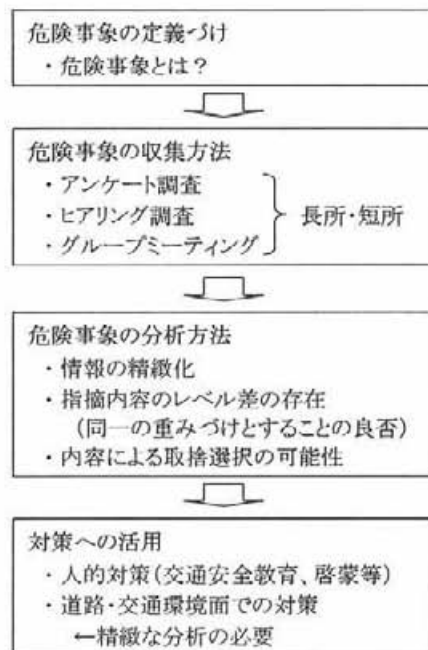 危険事象の定義づけ
・危険事象とは？
危険事象の収集方法
・アンケート調査
・ヒアリング調査
・グループミーティング
長所・短所
危険事象の分析方法
・情報の精緻化
・指摘内容のレベル差の存在
(同一の重みづけとすることの良否)
・内容による取捨選択の可能性
対策への活用
・人的対策(交通安全教育、啓蒙等)
・道路・交通環境面での対策
←精緻な分析の必要